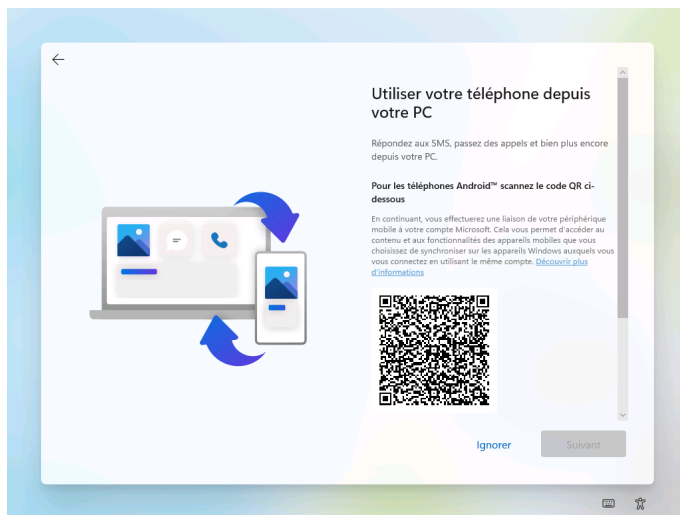 Utiliser votre téléphone depuis
votre PC
Répondez aux SMS, passez des appels et bien plus encore
depuis votre PC.
Pour les téléphones Android™ scannez le code QR ci-
dessous
En continuant, vous effectuerez une liaison de votre périphérique
mobile à votre compte Microsoft. Cela vous permet d'accéder au
contenu et aux fonctionnalités des appareils mobiles que vous
choisissez de synchroniser sur les appareils Windows auxquels vous
vous connectez en utilisant le même compte. Découvrir plus
d'informations
Ignorer
Suivant